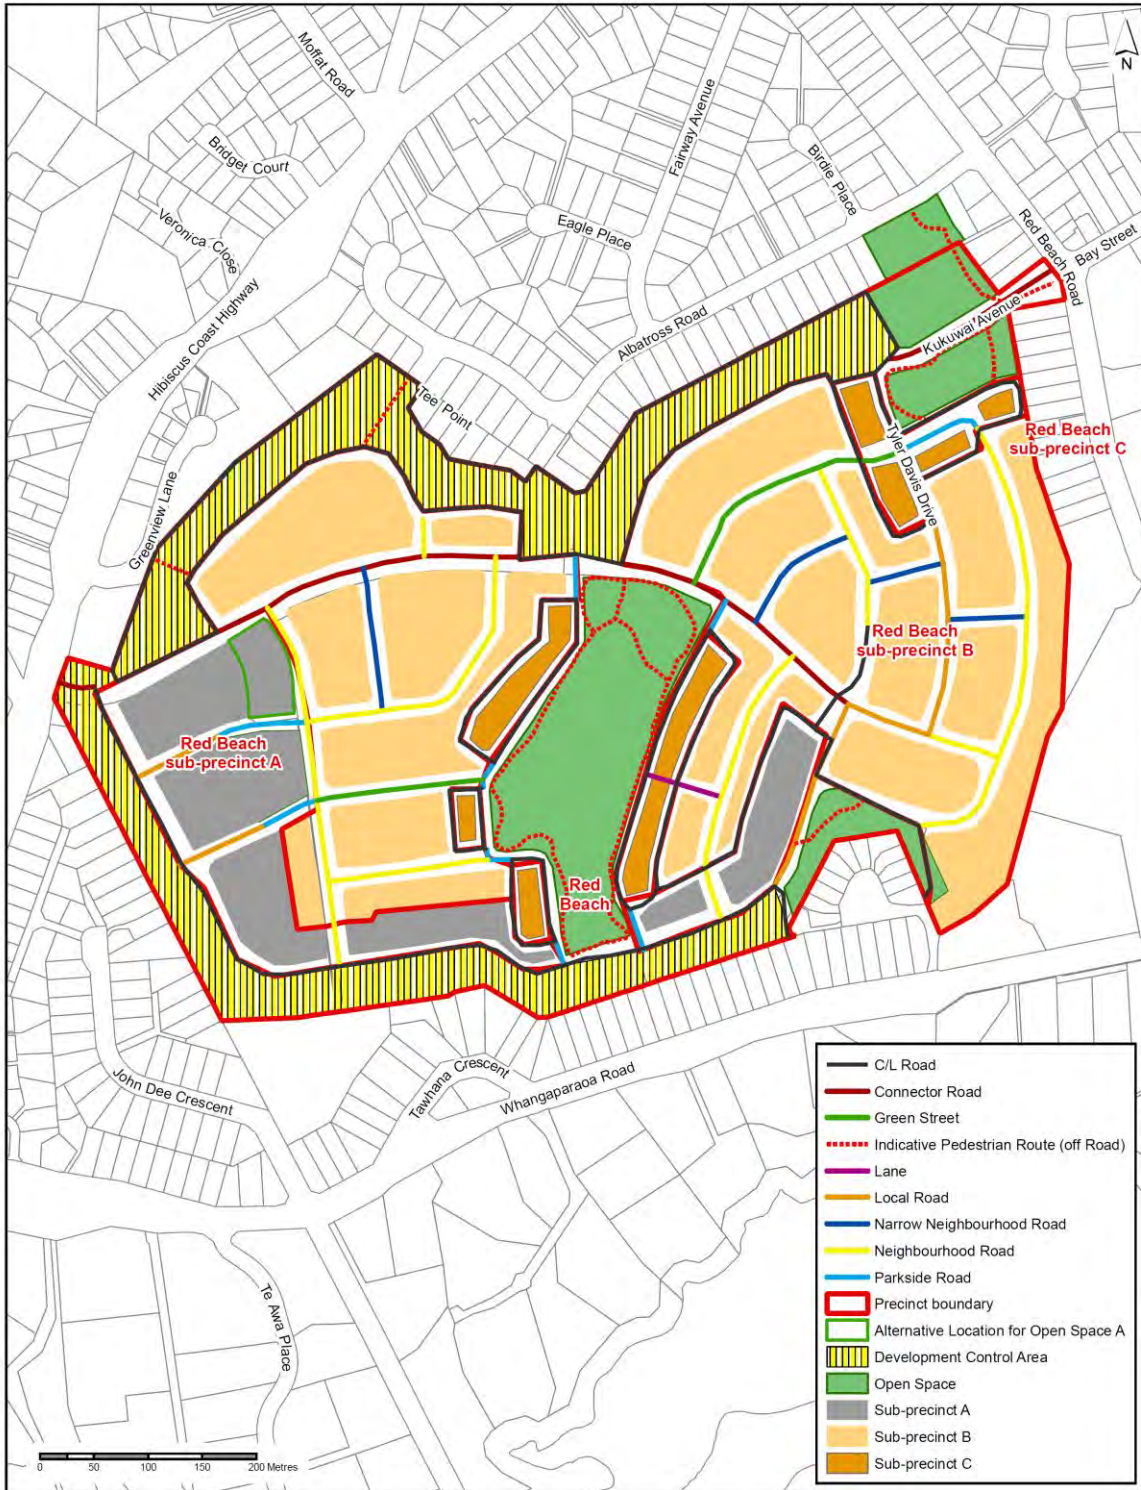 Moffat Road
Bridget Court
Veronica Close
Hibiscus Coast Highway
Greenview Lane
Fairway Avenue
Birdie Place
Eagle Place
Albatross Road
Tee Point
Red Beach Road
Bay Street
Kukuwai Avenue
Tyler Davis Drive
N
Red Beach
sub-precinct C
Red Beach
sub-precinct B
Red Beach
sub-precinct A
Red
Beach
John Dee Crescent
Tawhana Crescent
Whangaparaoa Road
Te Awa Place
C/L Road
Connector Road
Green Street
Indicative Pedestrian Route (off Road)
Lane
Local Road
Narrow Neighbourhood Road
Neighbourhood Road
Parkside Road
Precinct boundary
Alternative Location for Open Space A
Development Control Area
Open Space
Sub-precinct A
Sub-precinct B
Sub-precinct C
0 50 100 150 200 Metres